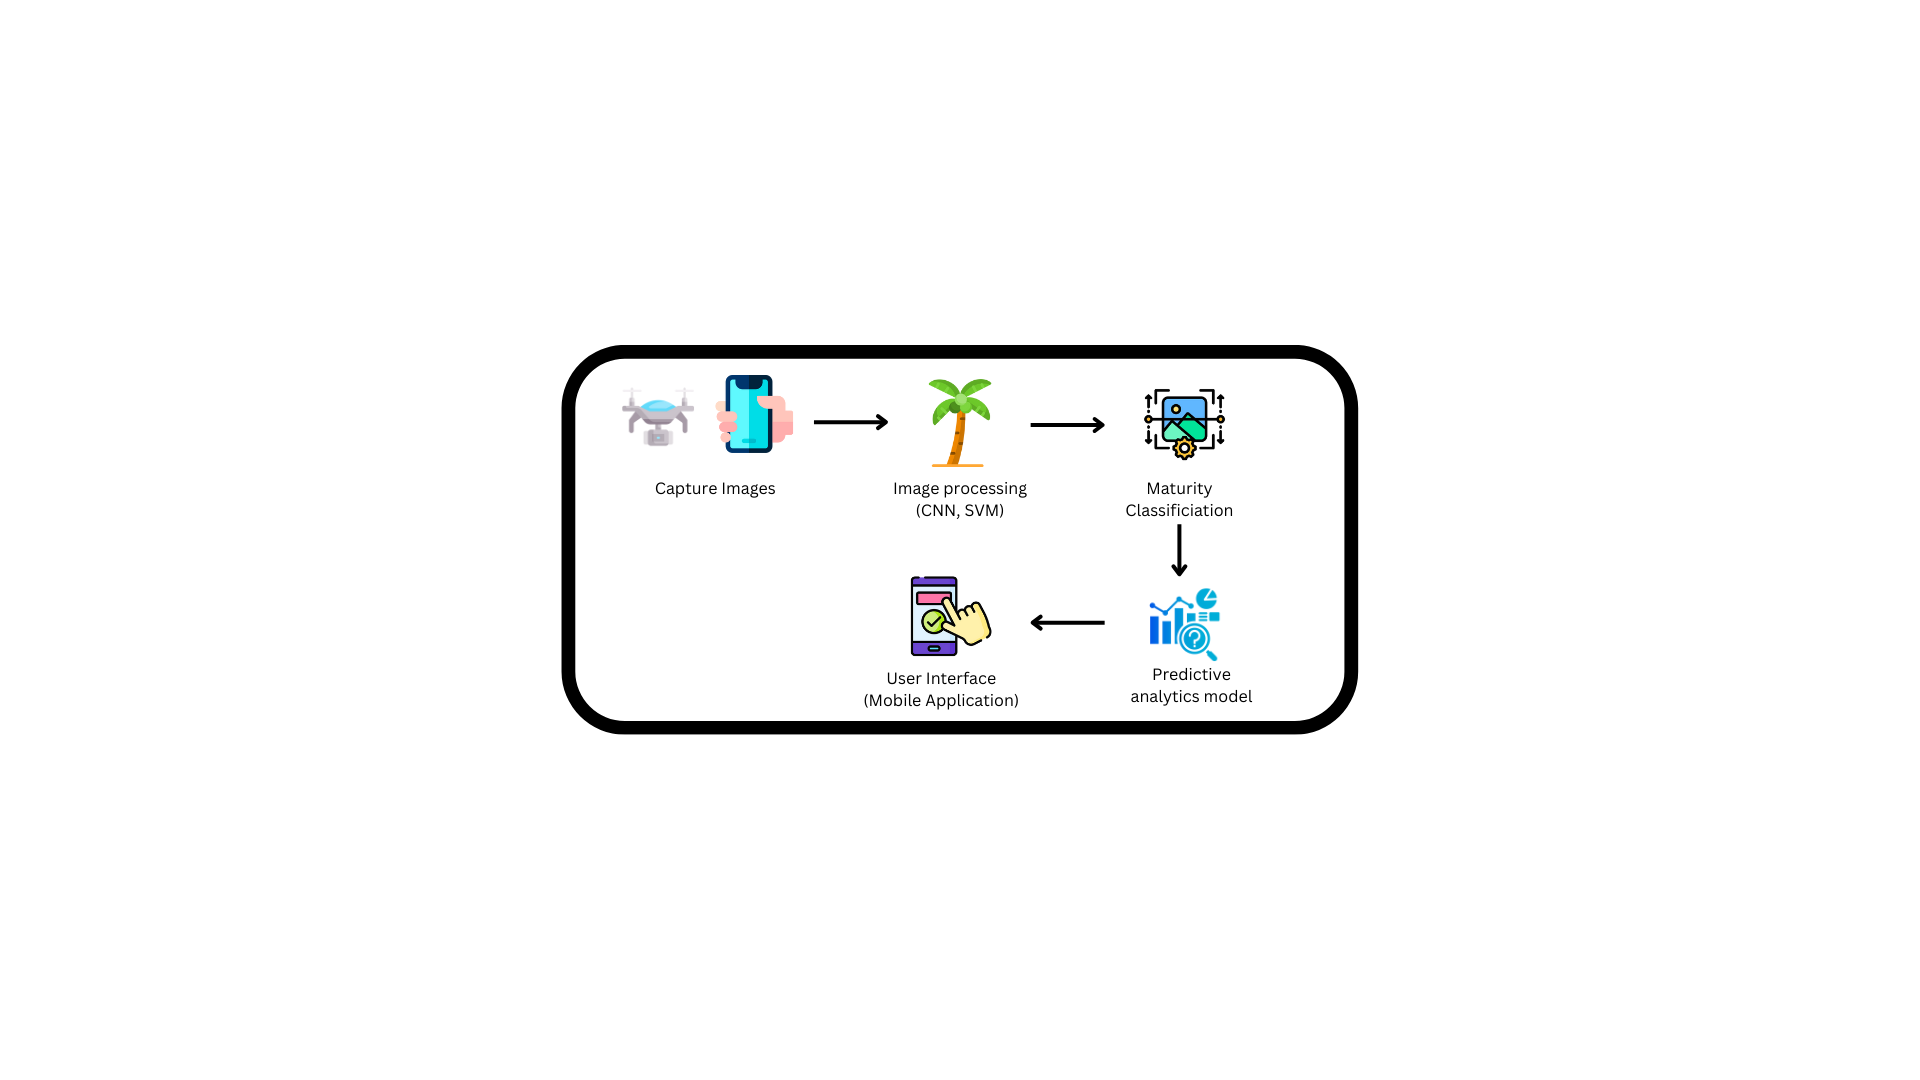 Capture Images
Image processing
(CNN, SVM)
Maturity
Classificiation
Predictive
analytics model
User Interface
(Mobile Application)